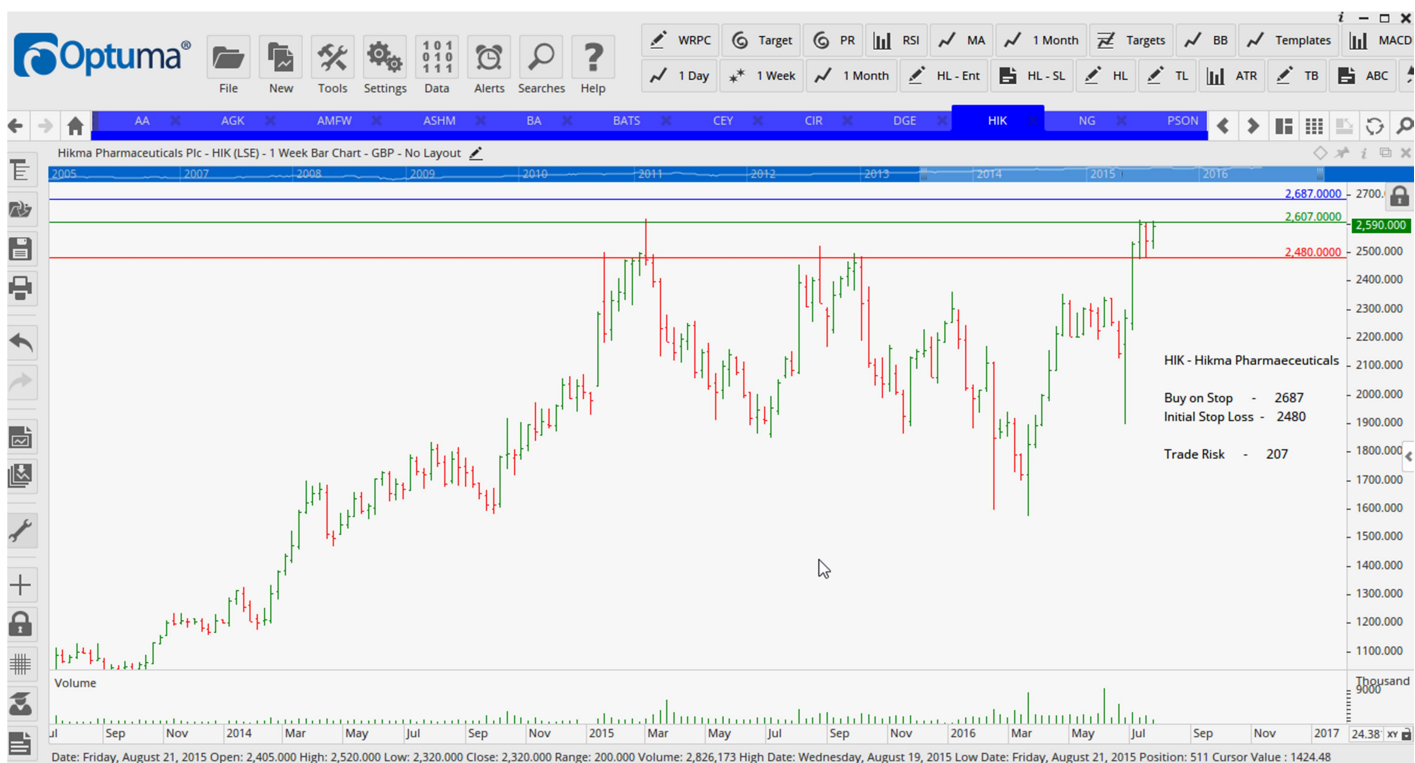 i
Optuma®
File New Tools Settings Data Alerts Searches Help
101
010
111
WRPC Target PR RSI MA 1 Month Targets BB Templates MACD
1 Day 1 Week 1 Month HL - Ent HL - SL HL TL ATR TB ABC
AA AGK AMFW ASHM BA BATS CEY CIR DGE HIK NG PSON
Hikma Pharmaceuticals Plc - HIK (LSE) - 1 Week Bar Chart - GBP - No Layout
i
2005 2007 2008 2009 2010 2011 2012 2013 2014 2015 2016
2,687.0000
2700.
2,607.0000
2,590.000
2,480.0000
2500.000
2400.000
2300.000
2200.000
2100.000
2000.000
1900.000
1800.000
1700.000
1600.000
1500.000
1400.000
1300.000
1200.000
1100.000
HIK - Hikma Pharmaeceuticals
Buy on Stop - 2687
Initial Stop Loss - 2480
Trade Risk - 207
Volume
Thousand
9000
ul Sep Nov 2014 Mar May Jul Sep Nov 2015 Mar May Jul Sep Nov 2016 Mar May Jul Sep Nov 2017 24.38 XY
Date: Friday, August 21, 2015 Open: 2,405.000 High: 2,520.000 Low: 2,320.000 Close: 2,320.000 Range: 200.000 Volume: 2,826,173 High Date: Wednesday, August 19, 2015 Low Date: Friday, August 21, 2015 Position: 511 Cursor Value : 1424.48